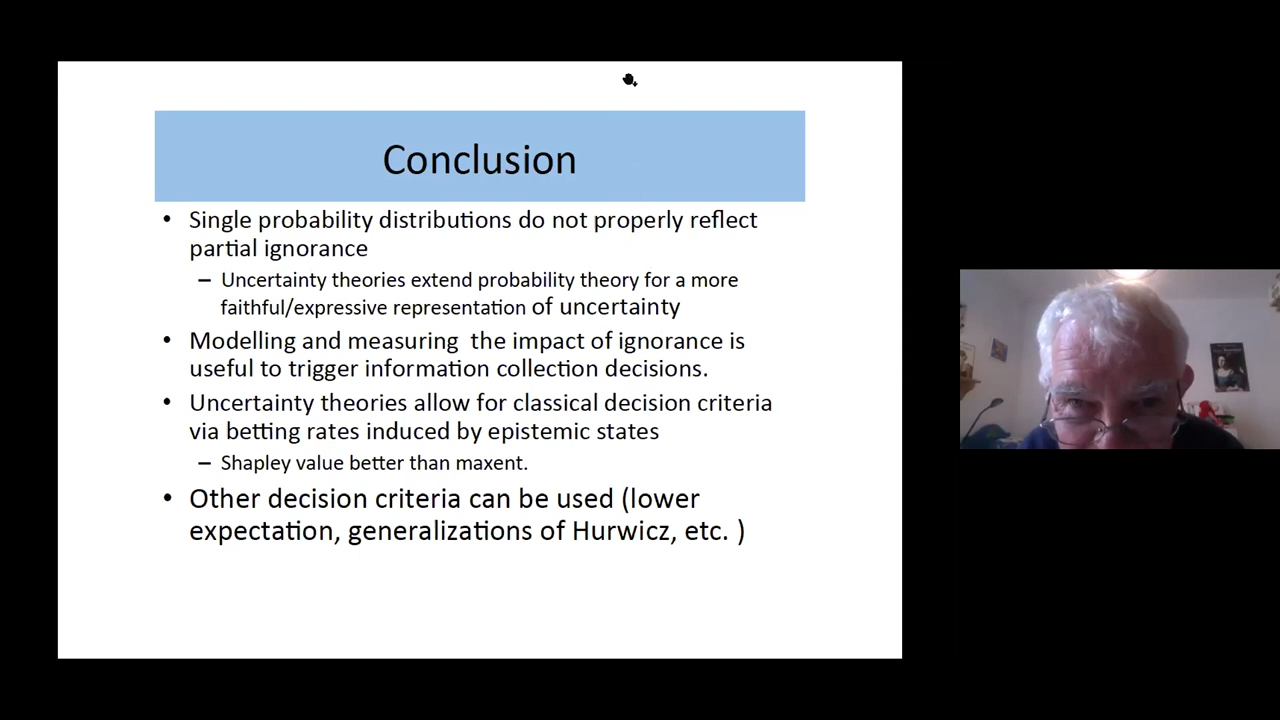 Conclusion
• Single probability distributions do not properly reflect
partial ignorance
– Uncertainty theories extend probability theory for a more
faithful/expressive representation of uncertainty
• Modelling and measuring the impact of ignorance is
useful to trigger information collection decisions.
• Uncertainty theories allow for classical decision criteria
via betting rates induced by epistemic states
– Shapley value better than maxent.
• Other decision criteria can be used (lower
expectation, generalizations of Hurwicz, etc. )